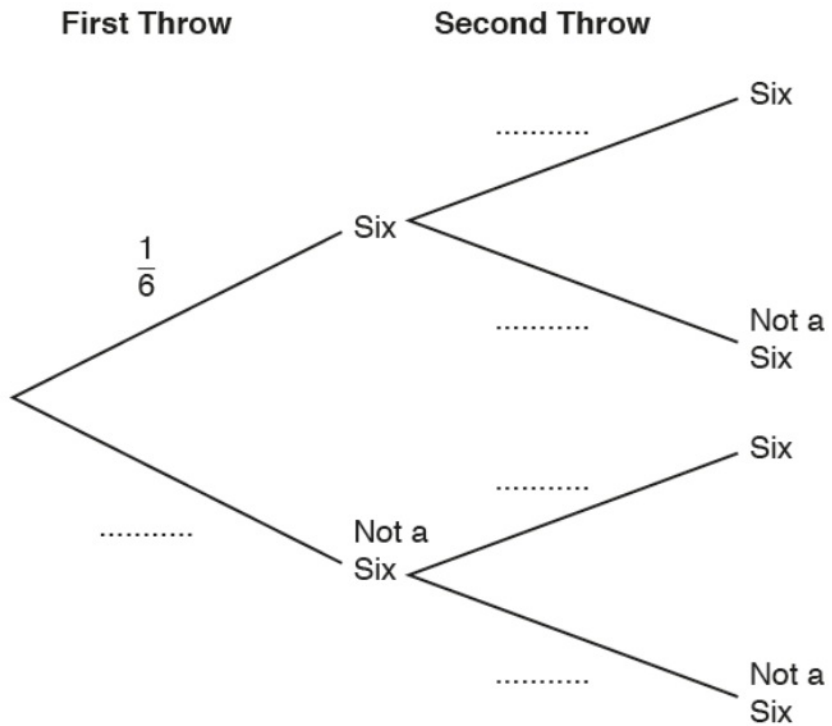 First Throw Second Throw
Six
...........
Six
1
6
...........
Not a
Six
Six
...........
...........
Not a
Six
...........
Not a
Six